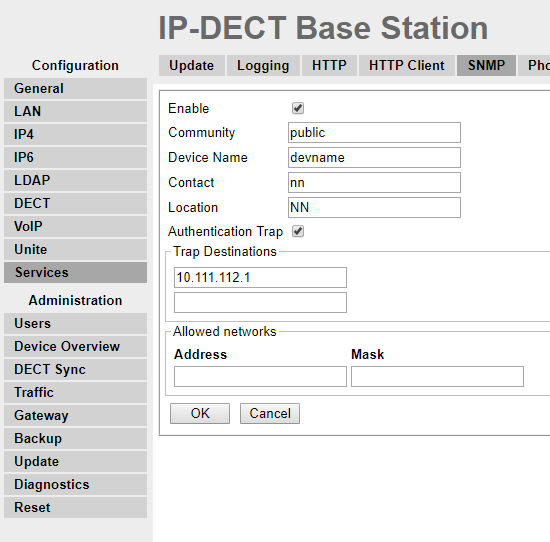 IP-DECT Base Station
Configuration
General
LAN
IP4
IP6
LDAP
DECT
VoIP
Unite
Services
Administration
Users
Device Overview
DECT Sync
Traffic
Gateway
Backup
Update
Diagnostics
Reset
Update Logging HTTP HTTP Client SNMP Pho
Enable
Community public
Device Name devname
Contact nn
Location NN
Authentication Trap
Trap Destinations
10.111.112.1
Allowed networks
Address Mask
OK Cancel